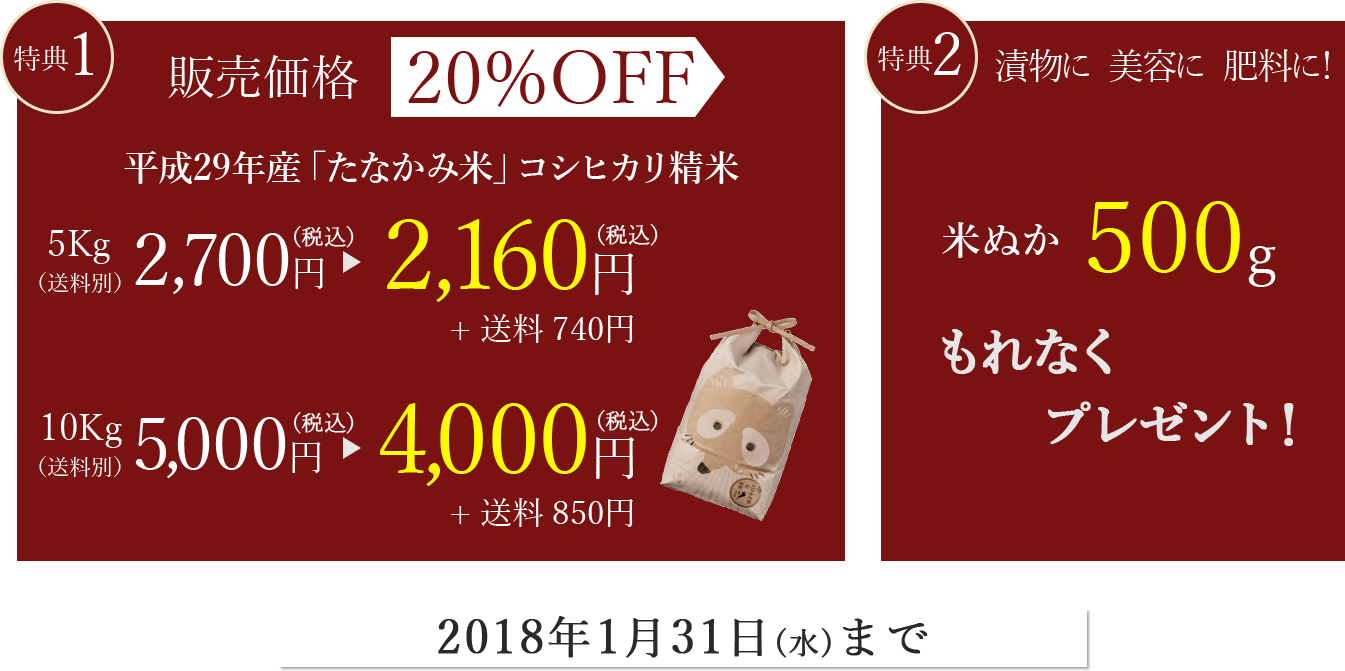 特典1
販売価格 20%OFF
平成29年産「たなかみ米」コシヒカリ精米
5Kg
(送料別)
2,700円(税込)
▶
2,160円(税込)
+ 送料 740円
10Kg
(送料別)
5,000円(税込)
▶
4,000円(税込)
+ 送料 850円
特典2
漬物に 美容に 肥料に!
米ぬか 500g
もれなく
プレゼント!
2018年1月31日(水)まで